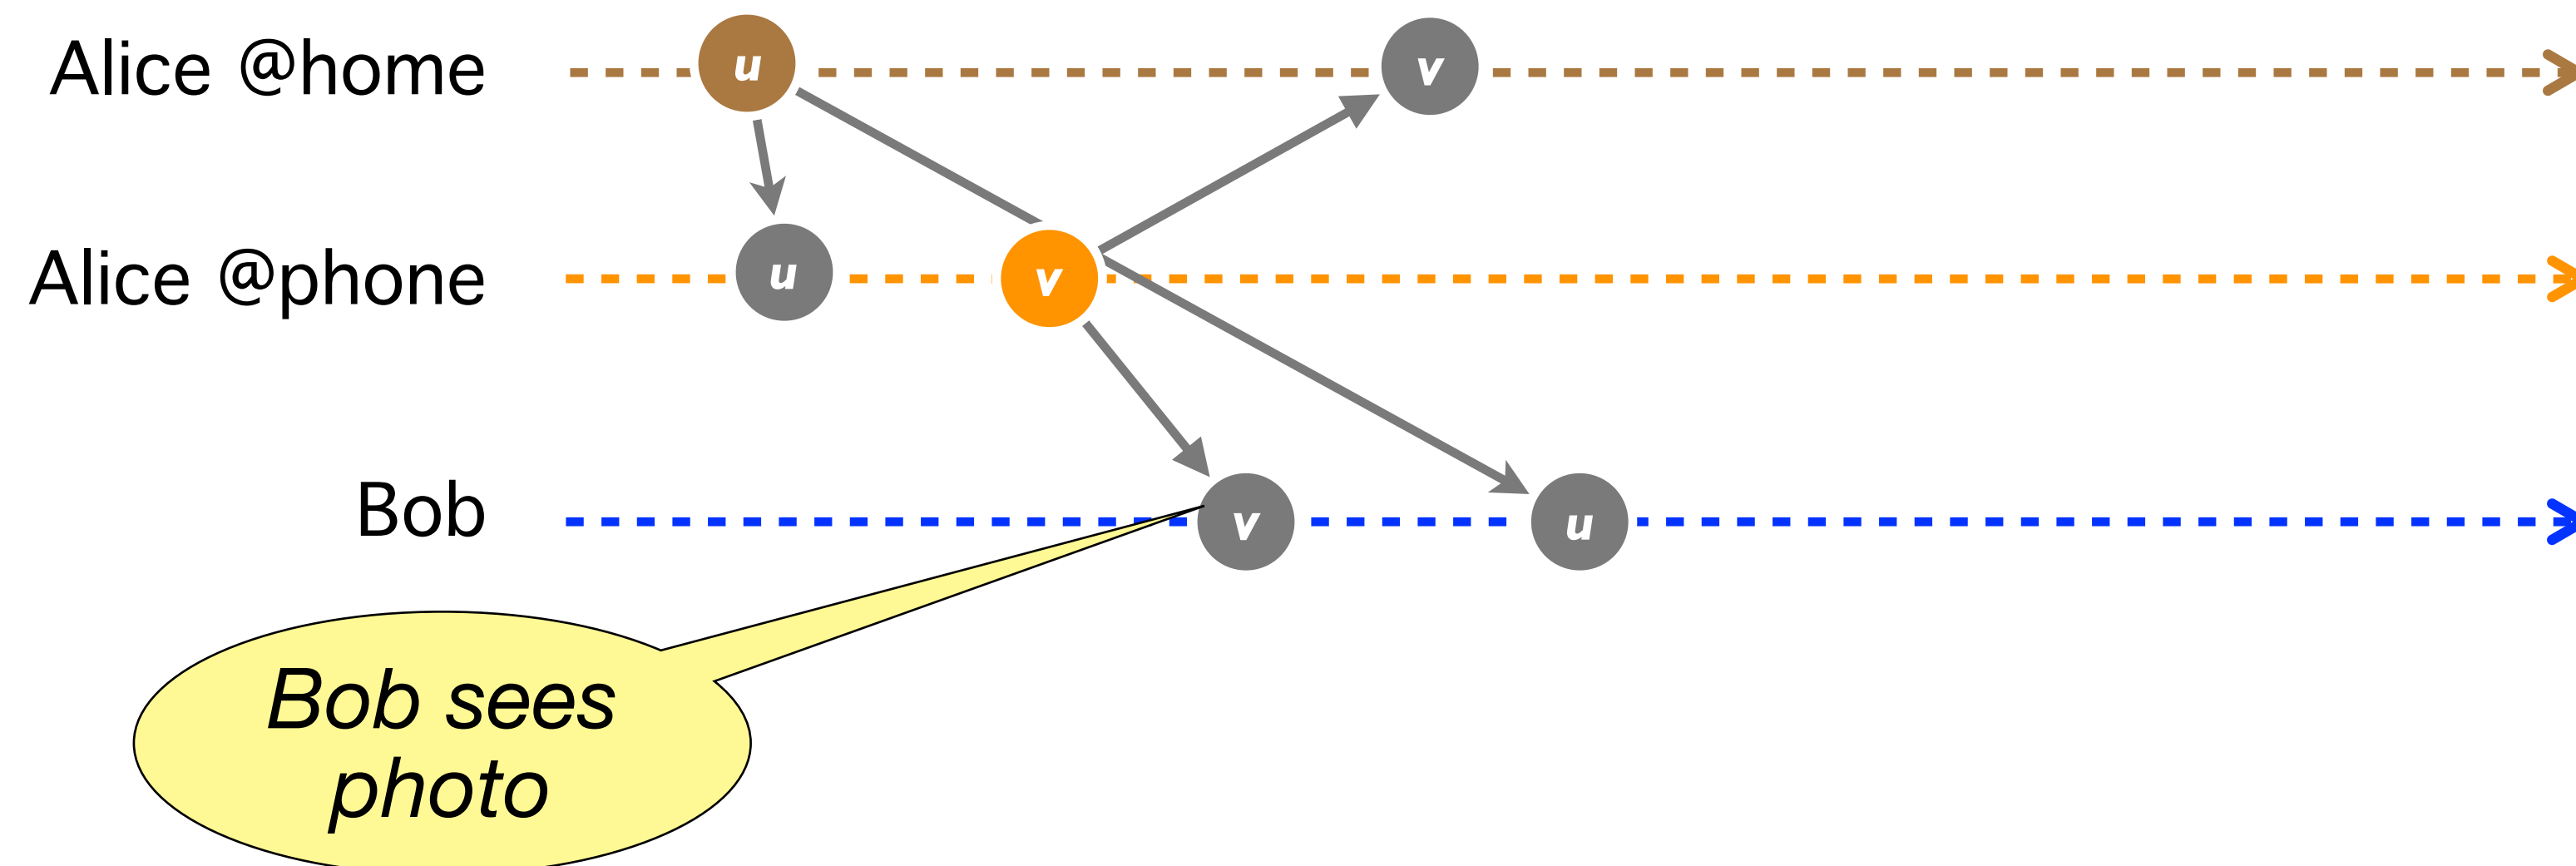 Alice @home
u
v
Alice @phone
u
v
Bob
v
u
Bob sees
photo